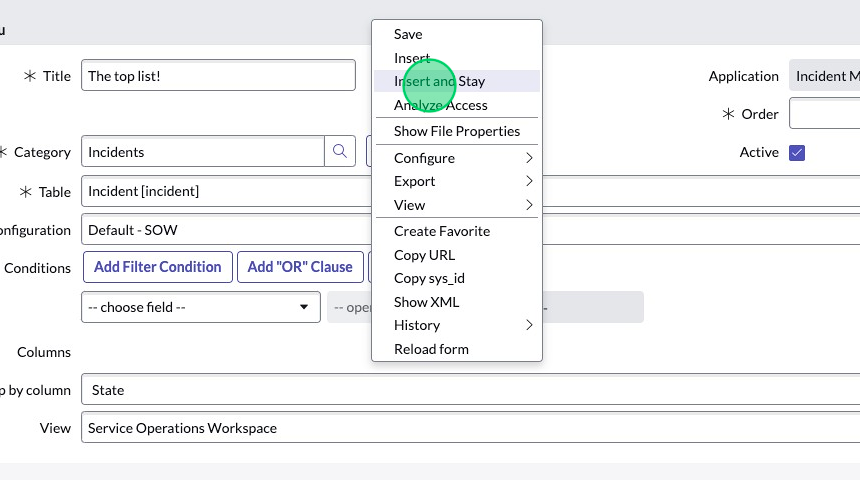 u
Save
Insert
Title The top list! Insert and Stay Application Incident M
Analyze Access
Order
Show File Properties
Category Incidents Configure Active
Export
Table Incident [incident]
View
onfiguration Default - SOW Create Favorite
Copy URL
Conditions Add Filter Condition Add "OR" Clause
Copy sys_id
-- choose field -- -- ope Show XML -
History
Columns Reload form
p by column State
View Service Operations Workspace